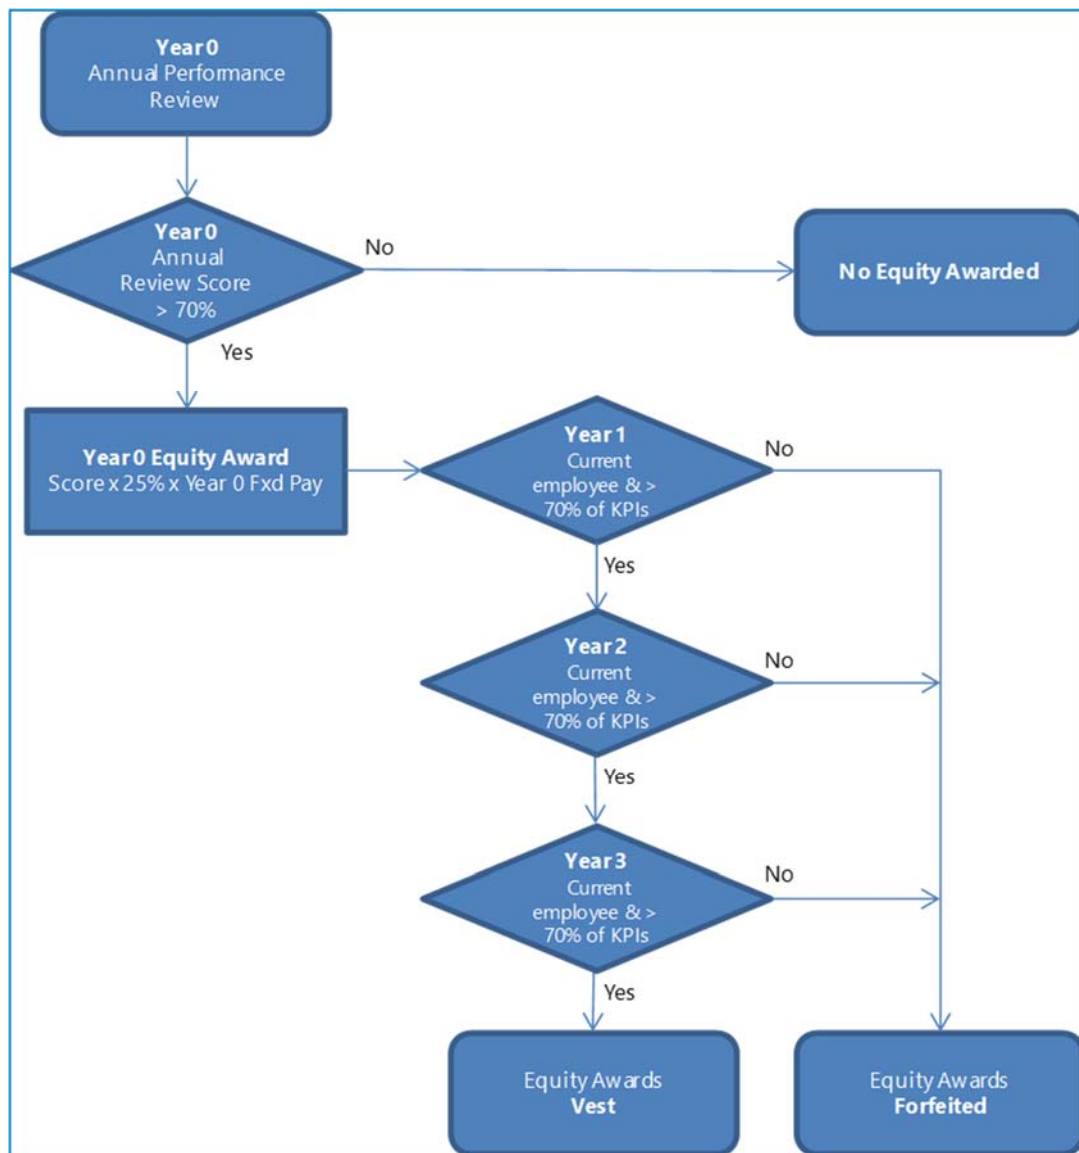 Year 0
Annual Performance
Review
Year 0
Annual
Review Score
> 70%
No
No Equity Awarded
Yes
Year 0 Equity Award
Score x 25% x Year 0 Fxd Pay
Year 1
Current
employee & >
70% of KPIs
No
Yes
Year 2
Current
employee & >
70% of KPIs
No
Yes
Year 3
Current
employee & >
70% of KPIs
No
Yes
Equity Awards
Vest
Equity Awards
Forfeited